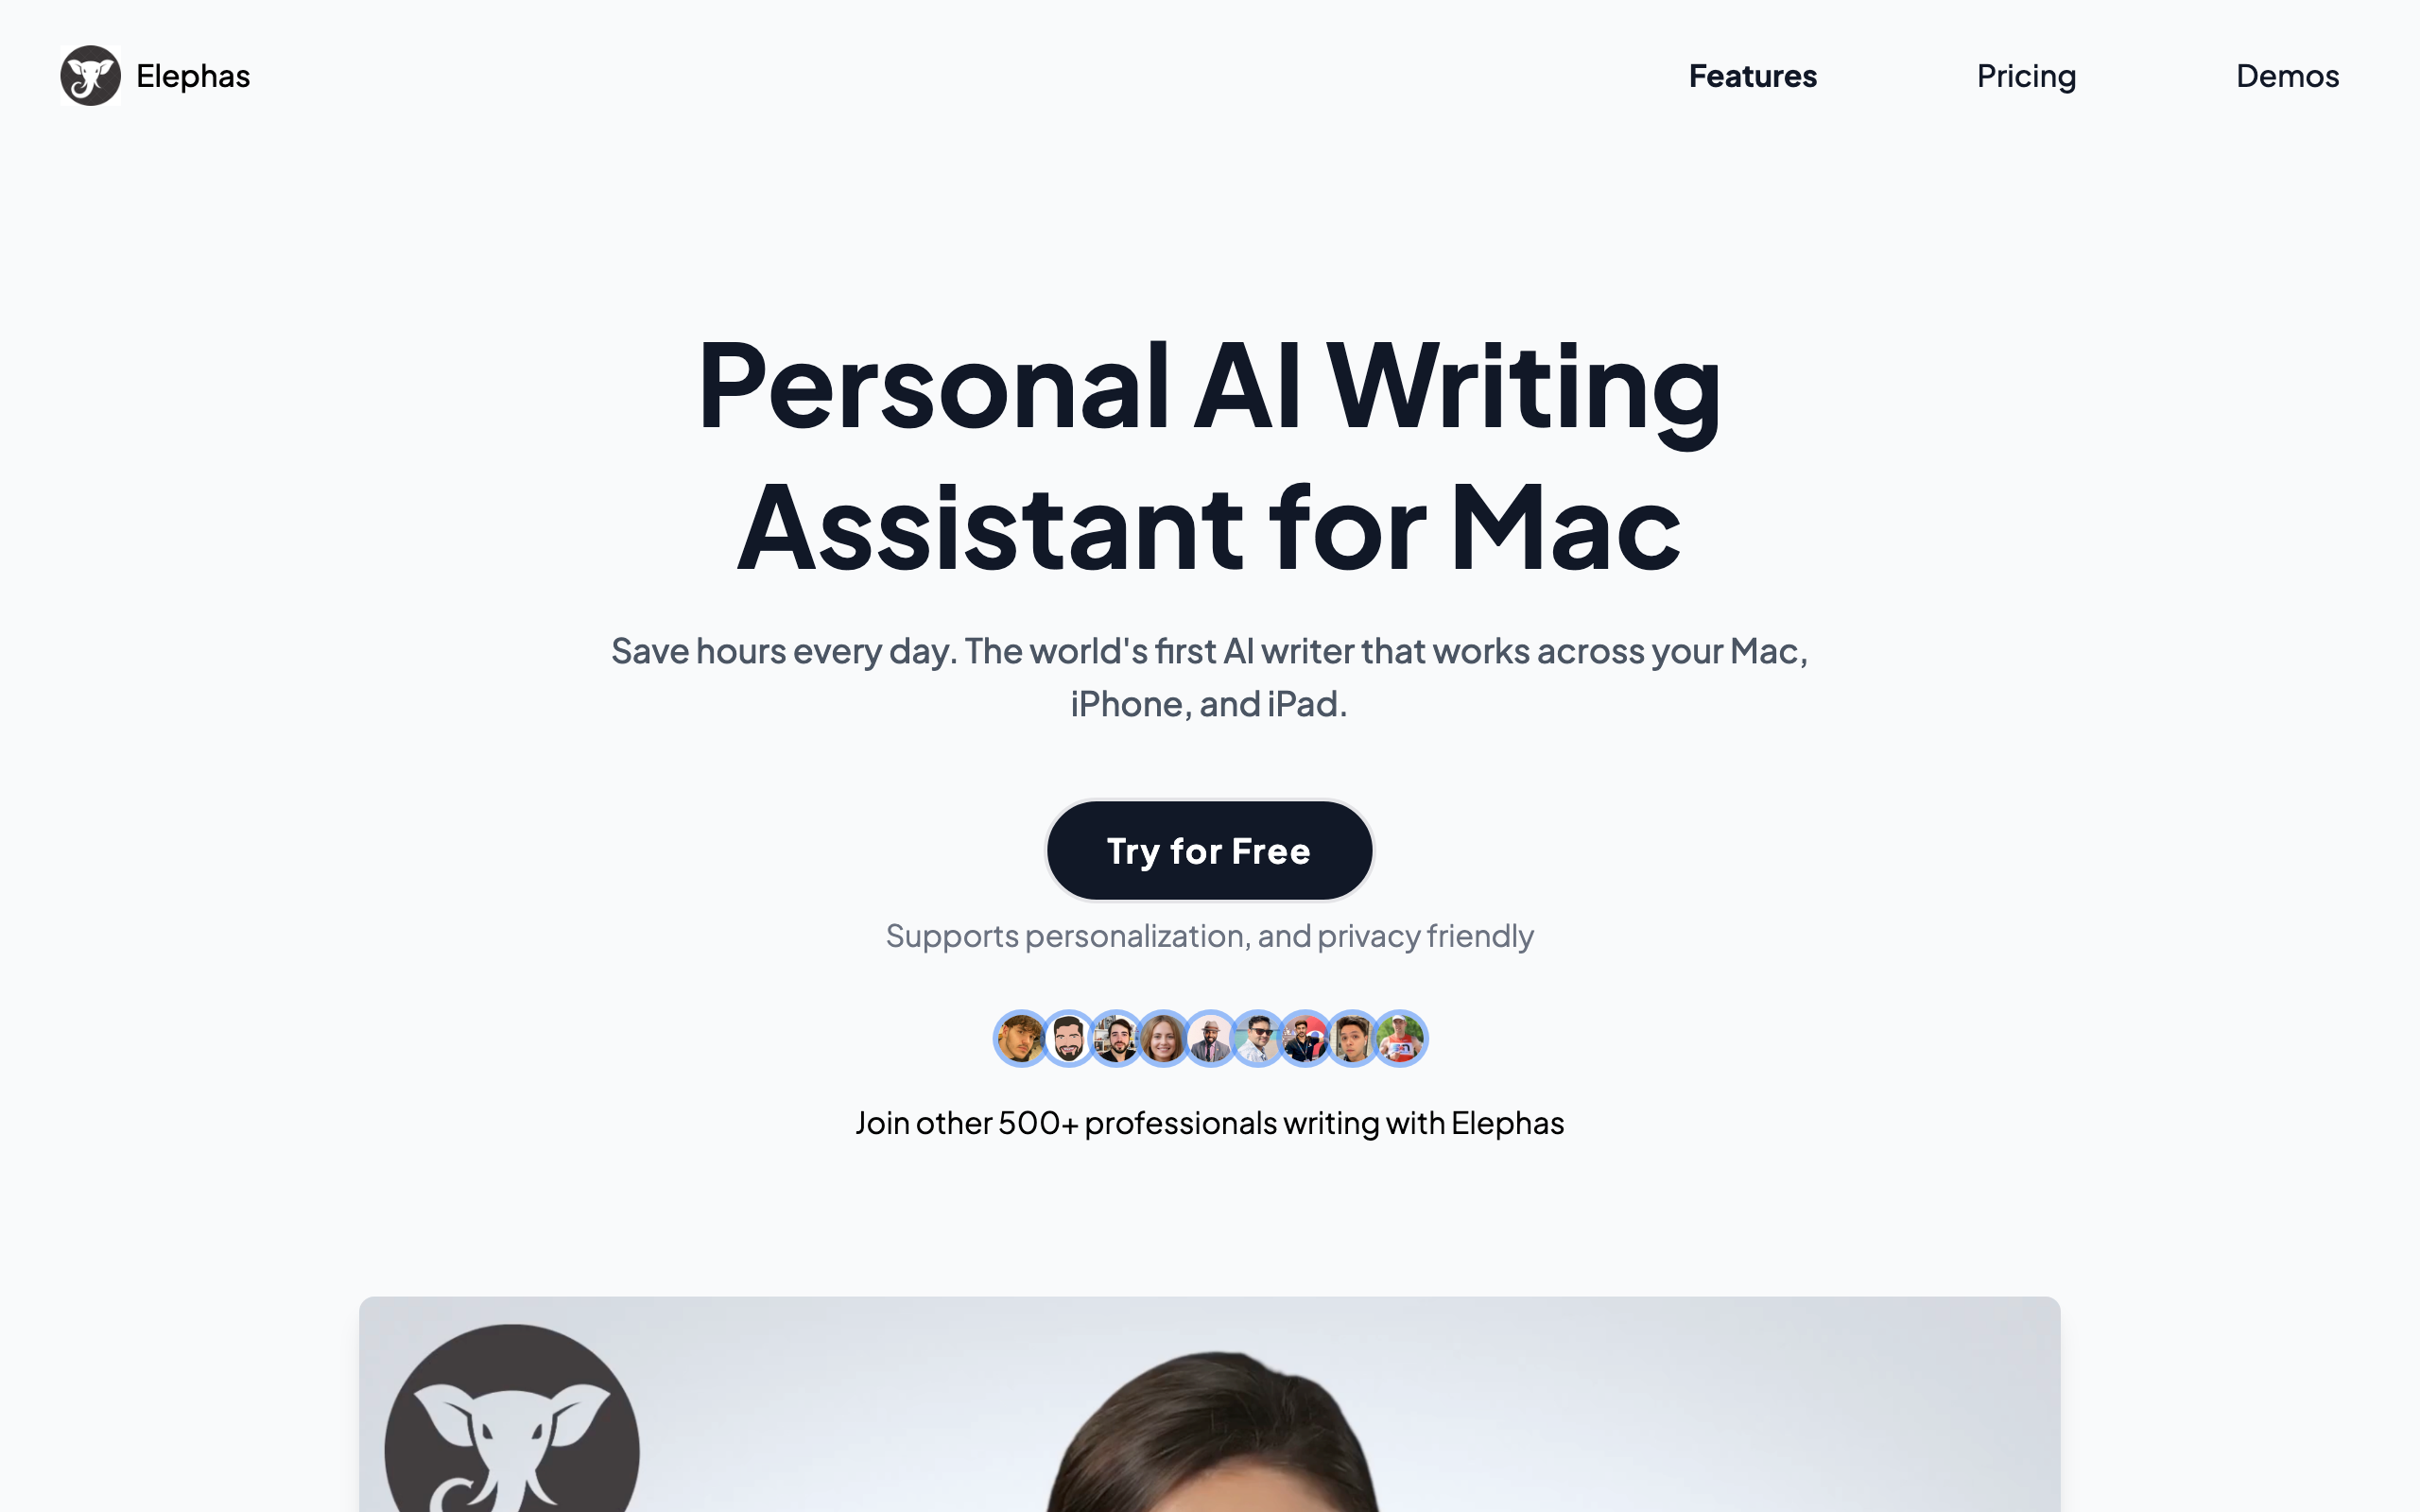 Elephas
Features
Pricing
Demos
Personal AI Writing
Assistant for Mac
Save hours every day. The world's first AI writer that works across your Mac,
iPhone, and iPad.
Try for Free
Supports personalization, and privacy friendly
Join other 500+ professionals writing with Elephas